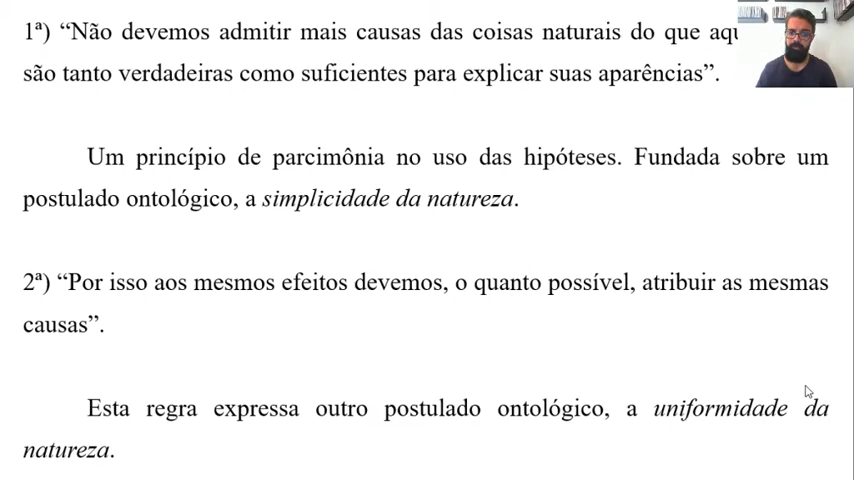 1ª) “Não devemos admitir mais causas das coisas naturais do que
são tanto verdadeiras como suficientes para explicar suas aparências”.
Um princípio de parcimônia no uso das hipóteses. Fundada sobre um
postulado ontológico, a simplicidade da natureza.
2ª) “Por isso aos mesmos efeitos devemos, o quanto possível, atribuir as mesmas
causas”.
Esta regra expressa outro postulado ontológico, a uniformidade da
natureza.